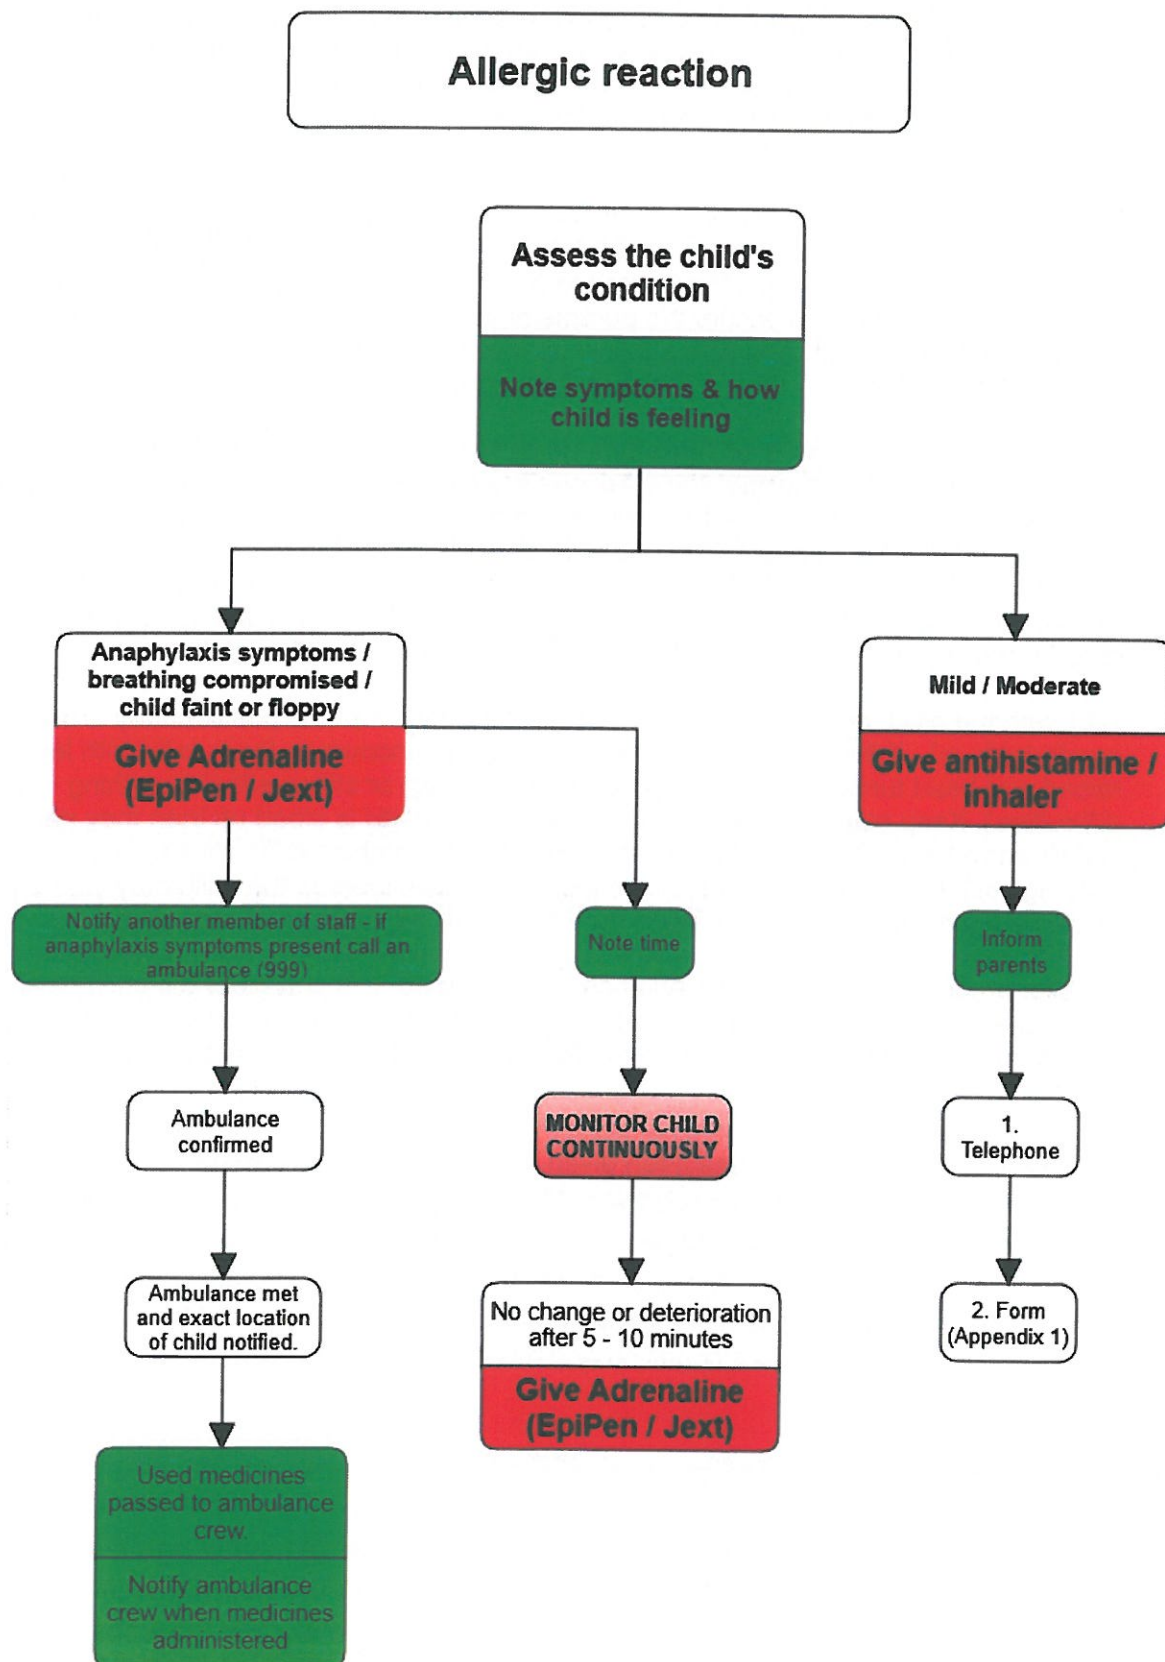 Allergic reaction
Assess the child's
condition
Note symptoms & how
child is feeling
Anaphylaxis symptoms /
breathing compromised /
child faint or floppy
Give Adrenaline
(EpiPen / Jext)
Notify another member of staff - if
anaphylaxis symptoms present call an
ambulance (999)
Ambulance
confirmed
Ambulance met
and exact location
of child notified.
Used medicines
passed to ambulance
crew.
Notify ambulance
crew when medicines
administered
Note time
MONITOR CHILD
CONTINUOUSLY
No change or deterioration
after 5 - 10 minutes
Give Adrenaline
(EpiPen / Jext)
Mild / Moderate
Give antihistamine /
inhaler
Inform
parents
1.
Telephone
2. Form
(Appendix 1)